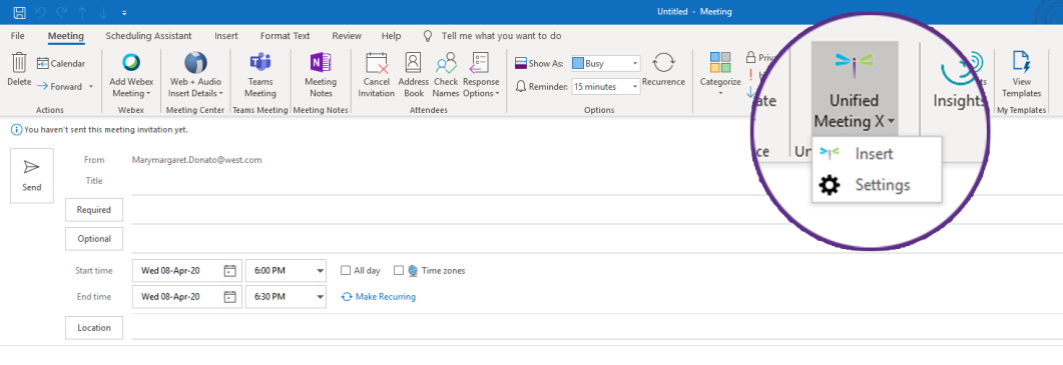 Untitled - Meeting
File Meeting Scheduling Assistant Insert Format Text Review Help Tell me what you want to do
Delete
Calendar
Forward
Actions
Add Webex
Meeting
Webex
Web + Audio
Insert Details
Meeting Center
Teams
Meeting
Teams Meeting
Meeting
Notes
Meeting Notes
Cancel
Invitation
Address
Book
Check
Names
Response
Options
Attendees
Show As: Busy
Reminder: 15 minutes
Recurrence
Options
Categorize
Unified
Meeting X
Insert
Settings
Insights
View
Templates
My Templates
You haven't sent this meeting invitation yet.
Send
From Marymargaret.Donato@west.com
Title
Required
Optional
Start time Wed 08-Apr-20 6:00 PM All day Time zones
End time Wed 08-Apr-20 6:30 PM Make Recurring
Location